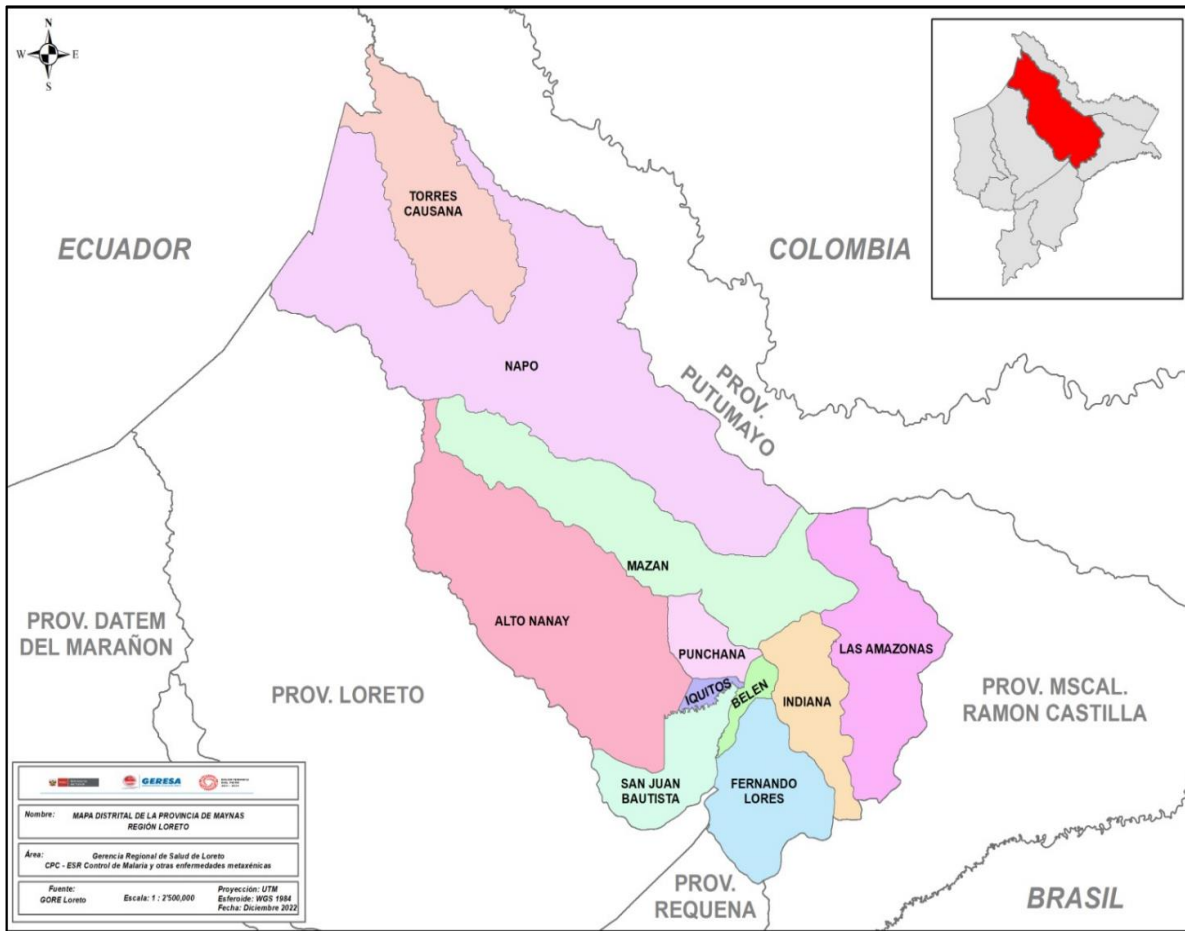 N
W E
S
ECUADOR
COLOMBIA
TORRES
CAUSANA
NAPO
PROV.
PUTUMAYO
MAZAN
ALTO NANAY
PUNCHANA
LAS AMAZONAS
IQUITOS
BELEN
INDIANA
PROV. DATEM
DEL MARAÑON
PROV. LORETO
PROV. MSCAL.
RAMON CASTILLA
SAN JUAN
BAUTISTA
FERNANDO
LORES
PROV.
REQUENA
BRASIL
GERESA
Nombre: MAPA DISTRITAL DE LA PROVINCIA DE MAYNAS
REGIÓN LORETO
Área: Gerencia Regional de Salud de Loreto
CPC - ESR Control de Malaria y otras enfermedades metaxénicas
Fuente:
GORE Loreto
Escala: 1 : 2'500,000
Proyección: UTM
Esferoide: WGS 1984
Fecha: Diciembre 2022